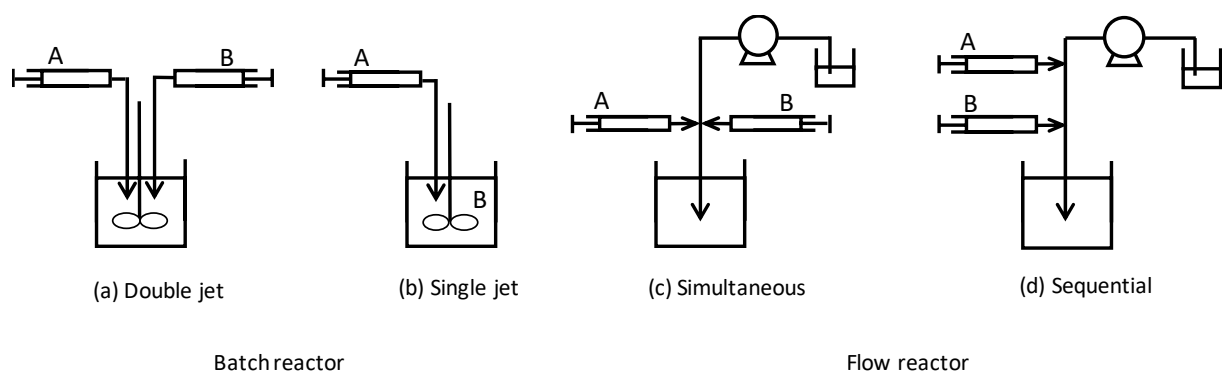 A
B
(a) Double jet
A
B
(b) Single jet
A
B
(c) Simultaneous
A
B
(d) Sequential
Batch reactor
Flow reactor